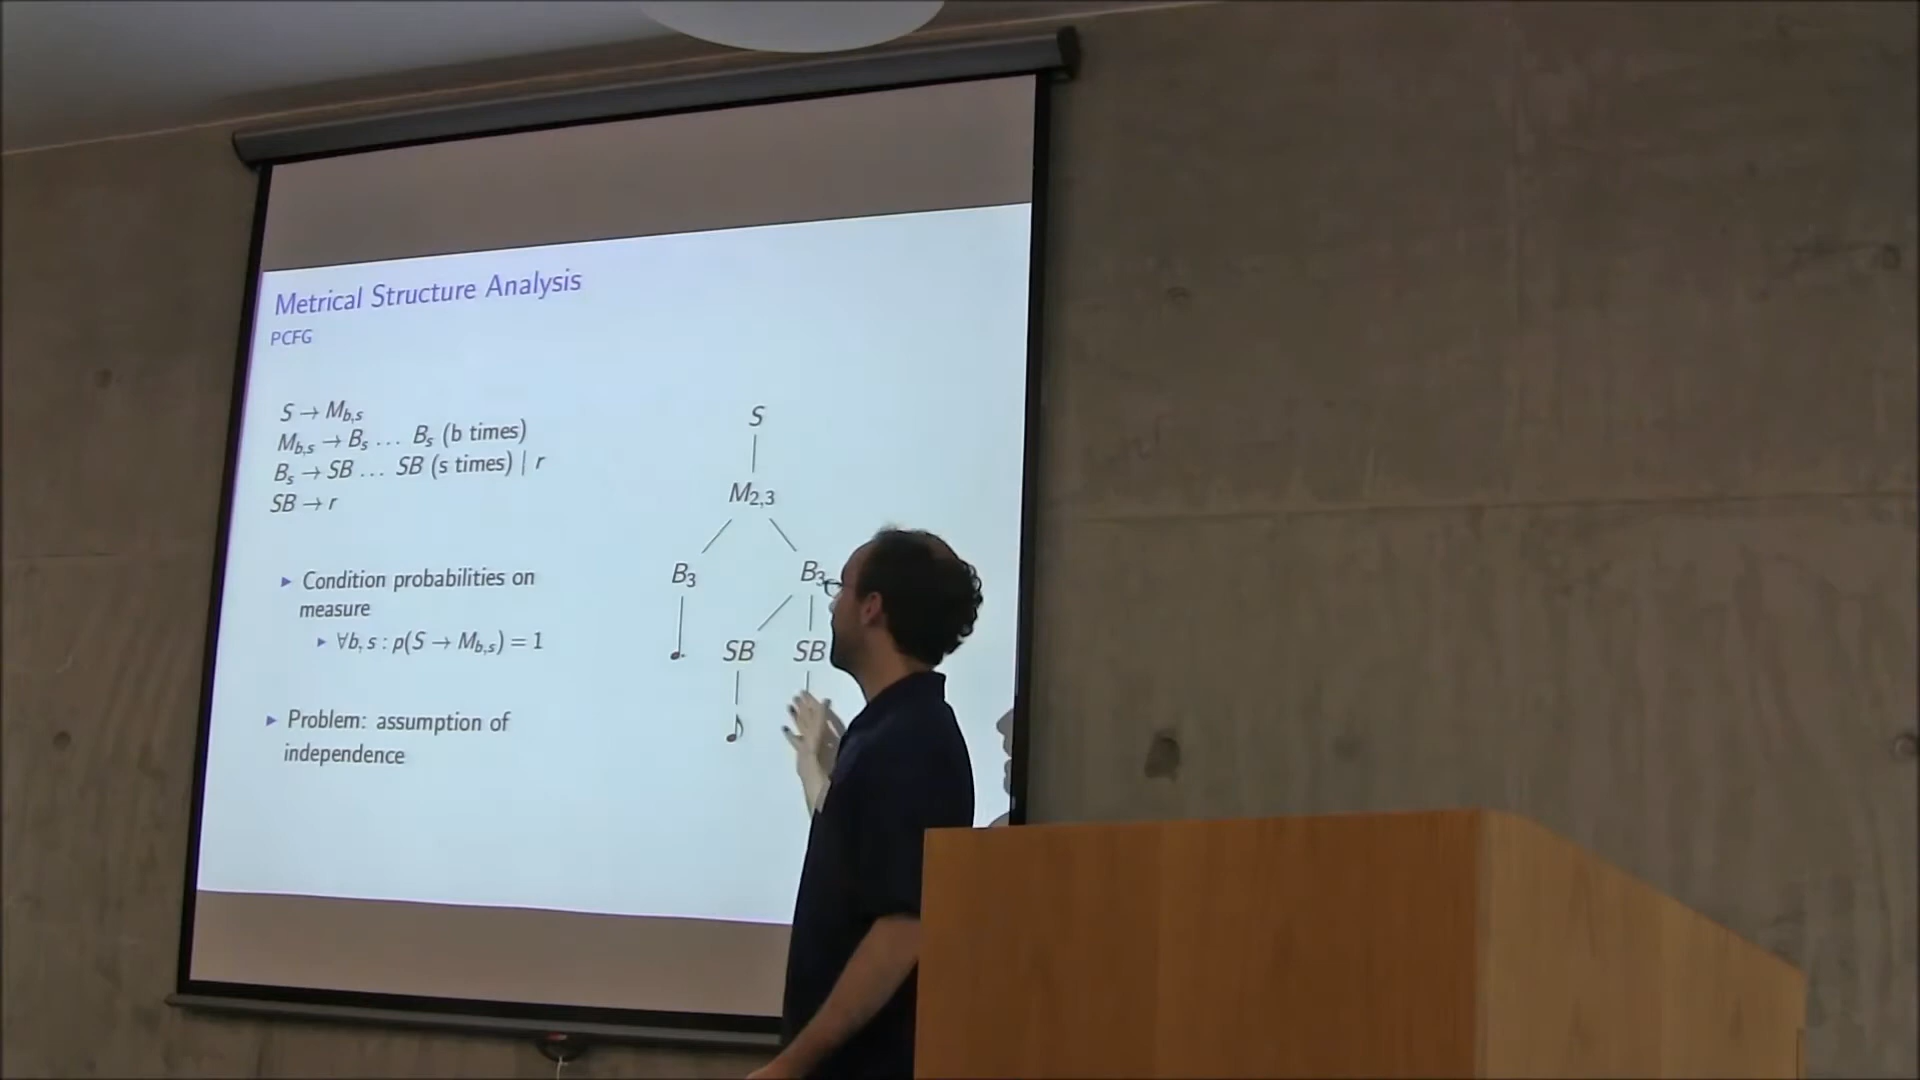 Metrical Structure Analysis
PCFG
S → M_{b,s}
M_{b,s} → B_s … B_s (b times)
B_s → SB … SB (s times) | r
SB → r
▸ Condition probabilities on
measure
▸ ∀b, s : p(S → M_{b,s}) = 1
▸ Problem: assumption of
independence
S
M_{2,3}
B_3 B_3
SB SB